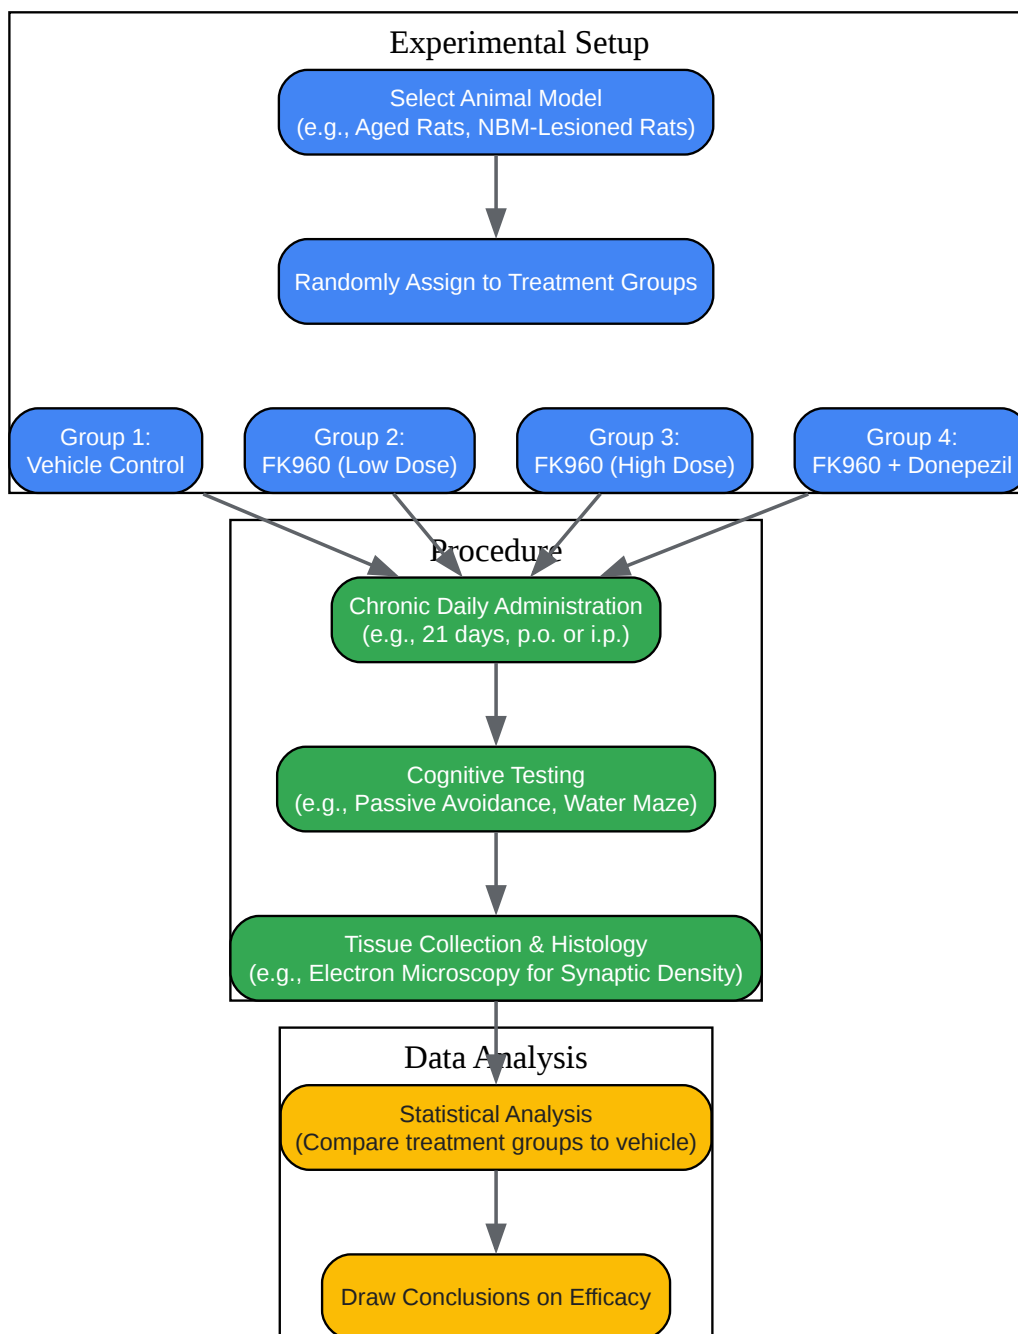 Experimental Setup
Select Animal Model
(e.g., Aged Rats, NBM-Lesioned Rats)
Randomly Assign to Treatment Groups
Group 1:
Vehicle Control
Group 2:
FK960 (Low Dose)
Group 3:
FK960 (High Dose)
Group 4:
FK960 + Donepezil
Procedure
Chronic Daily Administration
(e.g., 21 days, p.o. or i.p.)
Cognitive Testing
(e.g., Passive Avoidance, Water Maze)
Tissue Collection & Histology
(e.g., Electron Microscopy for Synaptic Density)
Data Analysis
Statistical Analysis
(Compare treatment groups to vehicle)
Draw Conclusions on Efficacy